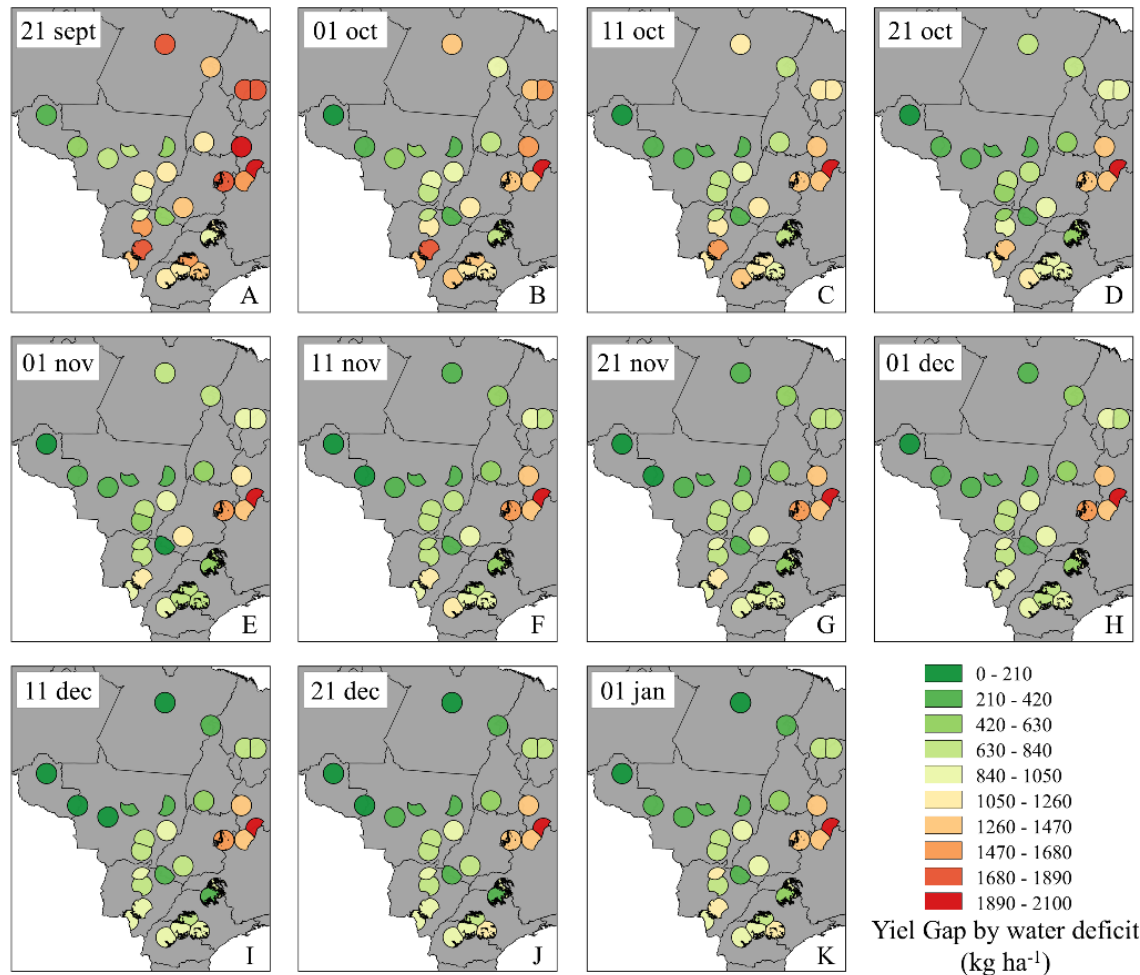 21 sept
01 oct
11 oct
21 oct
A
B
C
D
01 nov
11 nov
21 nov
01 dec
E
F
G
H
11 dec
21 dec
01 jan
I
J
K
0 - 210
210 - 420
420 - 630
630 - 840
840 - 1050
1050 - 1260
1260 - 1470
1470 - 1680
1680 - 1890
1890 - 2100
Yiel Gap by water deficit
(kg ha⁻¹)